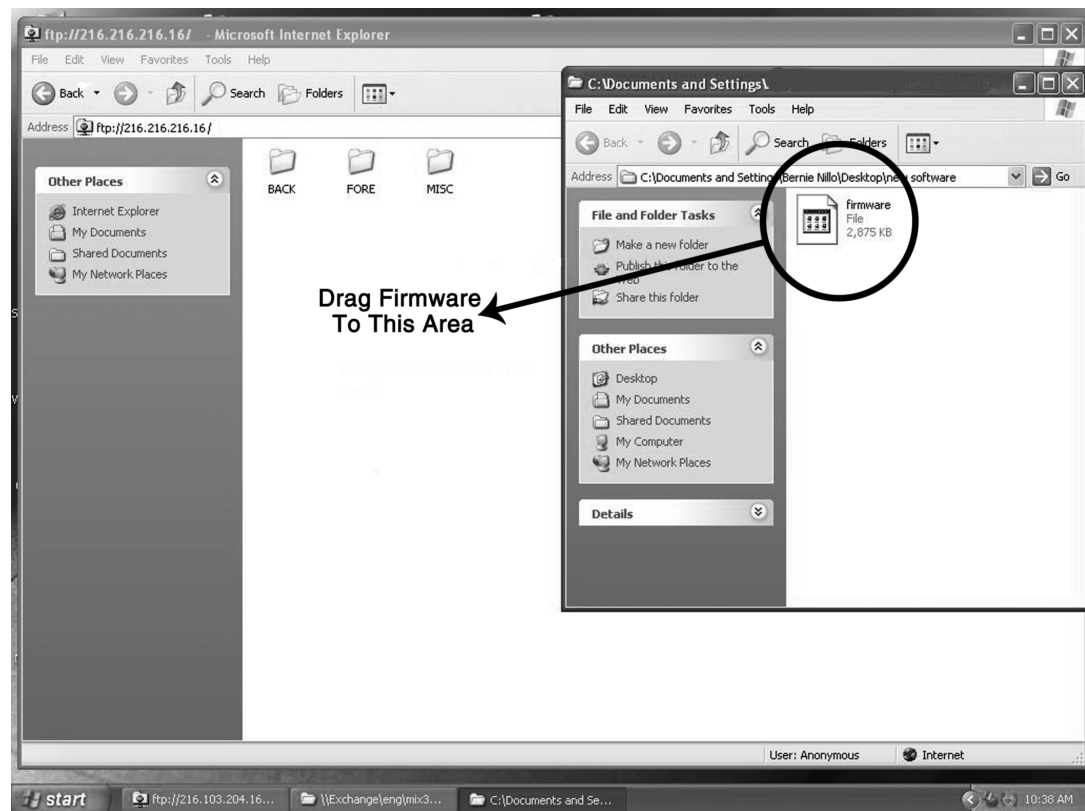 ftp://216.216.216.16/ - Microsoft Internet Explorer
File Edit View Favorites Tools Help
Back Search Folders
Address ftp://216.216.216.16/
Other Places
Internet Explorer
My Documents
Shared Documents
My Network Places
BACK FORE MISC
Drag Firmware
To This Area
C:\Documents and Settings\
File Edit View Favorites Tools Help
Back Search Folders
Address C:\Documents and Settings\Bernie Nillo\Desktop\new software Go
File and Folder Tasks
Make a new folder
Publish this folder to the
Web
Share this folder
Other Places
Desktop
My Documents
Shared Documents
My Computer
My Network Places
Details
firmware
File
2,875 KB
User: Anonymous Internet
start ftp://216.103.204.16... \\Exchange\eng\mix3... C:\Documents and Se... 10:38 AM